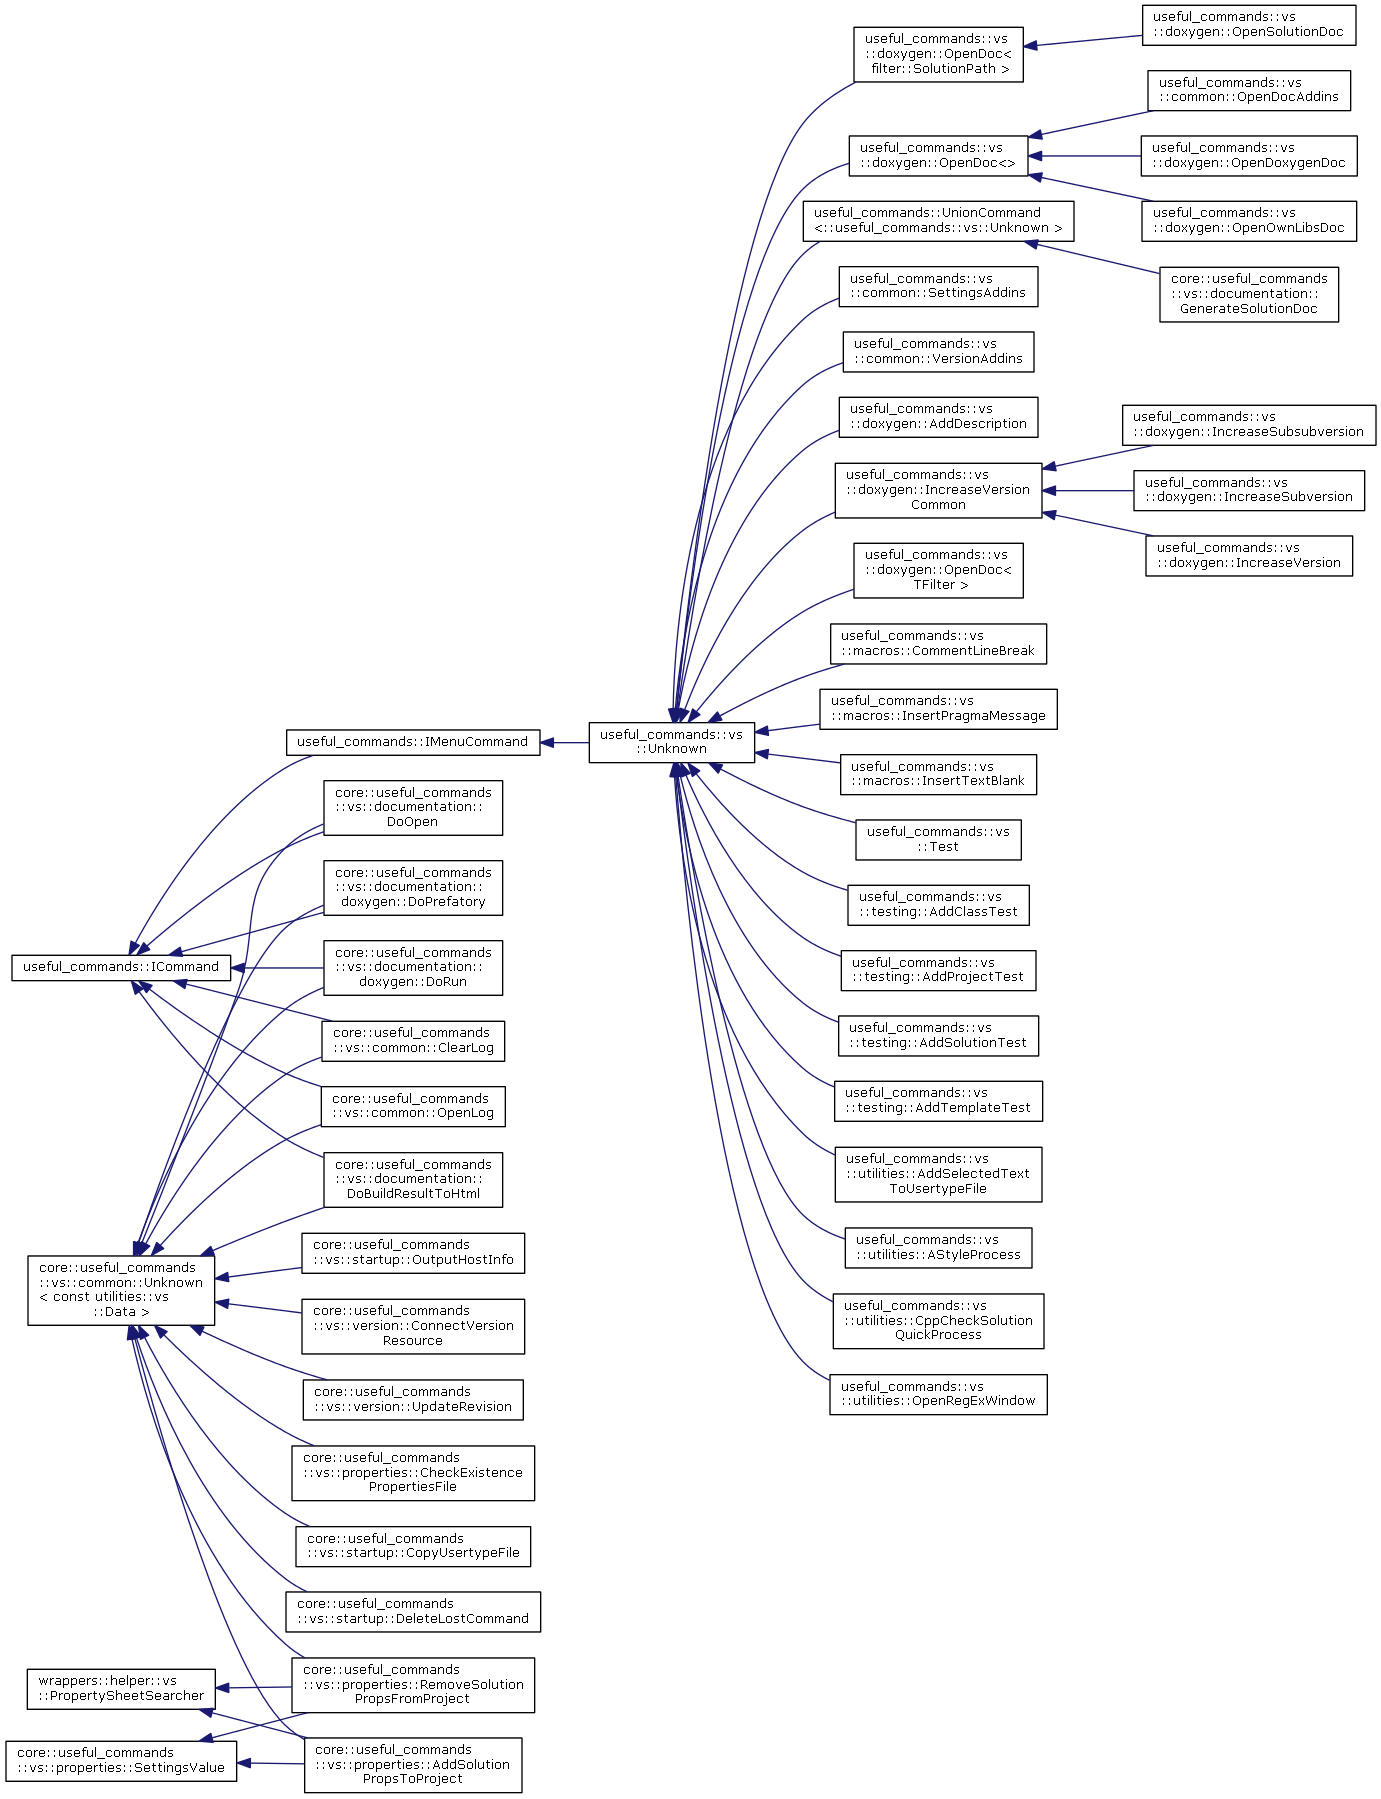 useful_commands::vs
::doxygen::OpenSolutionDoc
useful_commands::vs
::doxygen::OpenDoc<
filter::SolutionPath >
useful_commands::vs
::common::OpenDocAddins
useful_commands::vs
::doxygen::OpenDoc<>
useful_commands::vs
::doxygen::OpenDoxygenDoc
useful_commands::vs
::doxygen::OpenOwnLibsDoc
useful_commands::UnionCommand
<::useful_commands::vs::Unknown >
core::useful_commands
::vs::documentation::
GenerateSolutionDoc
useful_commands::vs
::common::SettingsAddins
useful_commands::vs
::common::VersionAddins
useful_commands::vs
::doxygen::AddDescription
useful_commands::vs
::doxygen::IncreaseSubsubversion
useful_commands::vs
::doxygen::IncreaseVersion
Common
useful_commands::vs
::doxygen::IncreaseSubversion
useful_commands::vs
::doxygen::IncreaseVersion
useful_commands::vs
::doxygen::OpenDoc<
TFilter >
useful_commands::vs
::macros::CommentLineBreak
useful_commands::vs
::macros::InsertPragmaMessage
useful_commands::IMenuCommand
useful_commands::vs
::Unknown
useful_commands::vs
::macros::InsertTextBlank
core::useful_commands
::vs::documentation::
DoOpen
useful_commands::vs
::Test
core::useful_commands
::vs::documentation::
doxygen::DoPrefatory
useful_commands::vs
::testing::AddClassTest
useful_commands::ICommand
core::useful_commands
::vs::documentation::
doxygen::DoRun
useful_commands::vs
::testing::AddProjectTest
core::useful_commands
::vs::common::ClearLog
useful_commands::vs
::testing::AddSolutionTest
core::useful_commands
::vs::common::OpenLog
useful_commands::vs
::testing::AddTemplateTest
core::useful_commands
::vs::documentation::
DoBuildResultToHtml
useful_commands::vs
::utilities::AddSelectedText
ToUsertypeFile
core::useful_commands
::vs::startup::OutputHostInfo
useful_commands::vs
::utilities::AStyleProcess
core::useful_commands
::vs::common::Unknown
< const utilities::vs
::Data >
core::useful_commands
::vs::version::ConnectVersion
Resource
useful_commands::vs
::utilities::CppCheckSolution
QuickProcess
core::useful_commands
::vs::version::UpdateRevision
useful_commands::vs
::utilities::OpenRegExWindow
core::useful_commands
::vs::properties::CheckExistence
PropertiesFile
core::useful_commands
::vs::startup::CopyUsertypeFile
core::useful_commands
::vs::startup::DeleteLostCommand
wrappers::helper::vs
::PropertySheetSearcher
core::useful_commands
::vs::properties::RemoveSolution
PropsFromProject
core::useful_commands
::vs::properties::SettingsValue
core::useful_commands
::vs::properties::AddSolution
PropsToProject